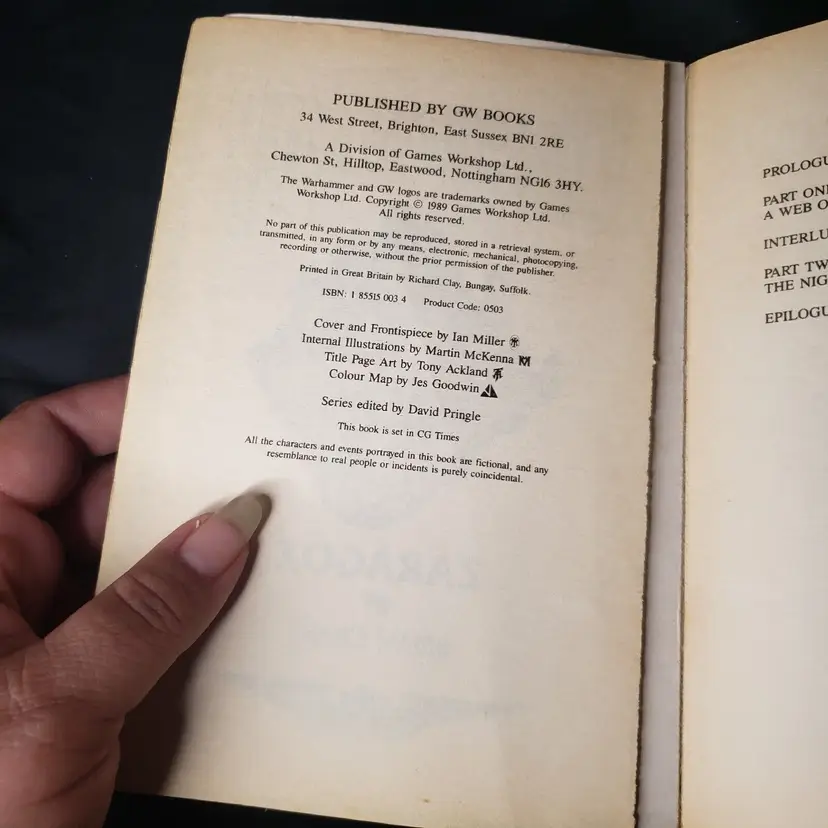 PUBLISHED BY GW BOOKS
34 West Street, Brighton, East Sussex BN1 2RE
A Division of Games Workshop Ltd.,
Chewton St, Hilltop, Eastwood, Nottingham NG16 3HY.
The Warhammer and GW logos are trademarks owned by Games
Workshop Ltd. Copyright © 1989 Games Workshop Ltd.
All rights reserved.
No part of this publication may be reproduced, stored in a retrieval system, or
transmitted, in any form or by any means, electronic, mechanical, photocopying,
recording or otherwise, without the prior permission of the publisher.
Printed in Great Britain by Richard Clay, Bungay, Suffolk.
ISBN: 1 85515 003 4 Product Code: 0503
Cover and Frontispiece by Ian Miller
Internal Illustrations by Martin McKenna
Title Page Art by Tony Ackland
Colour Map by Jes Goodwin
Series edited by David Pringle
This book is set in CG Times
All the characters and events portrayed in this book are fictional, and any
resemblance to real people or incidents is purely coincidental.
PROLOGU
PART ONE
A WEB O
INTERLU
PART TW
THE NIG
EPILOGU